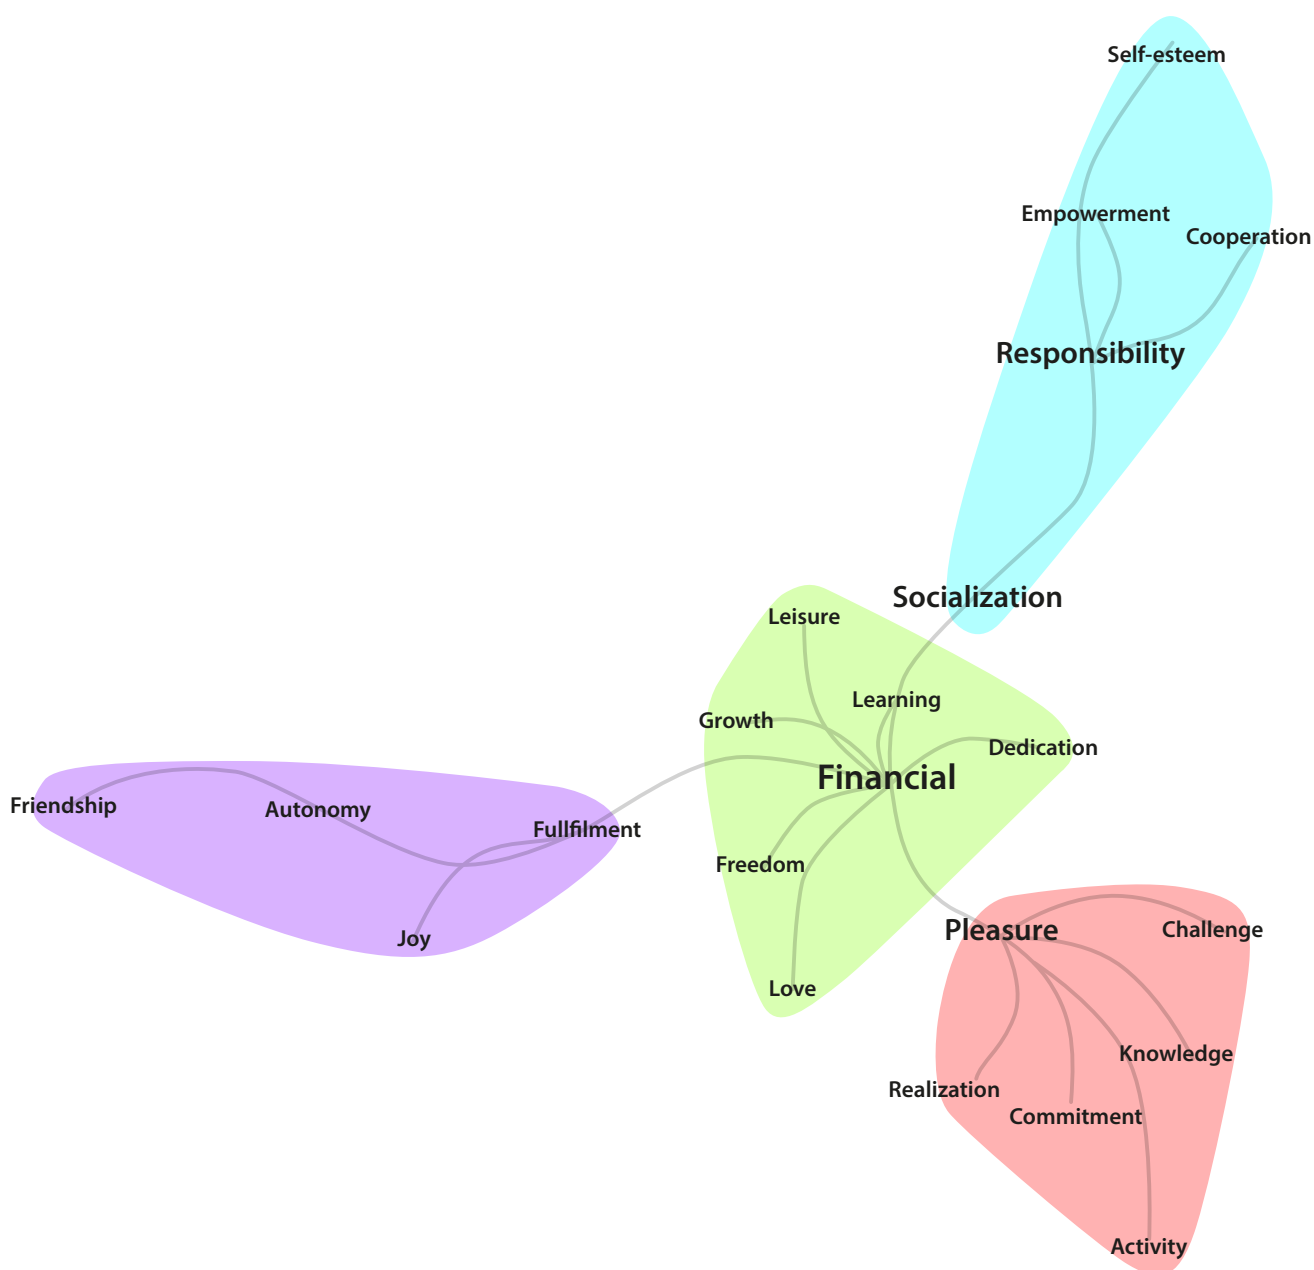 Self-esteem
Empowerment
Cooperation
Responsibility
Socialization
Leisure
Learning
Growth
Dedication
Financial
Friendship
Autonomy
Fullfilment
Freedom
Joy
Pleasure
Challenge
Love
Knowledge
Realization
Commitment
Activity